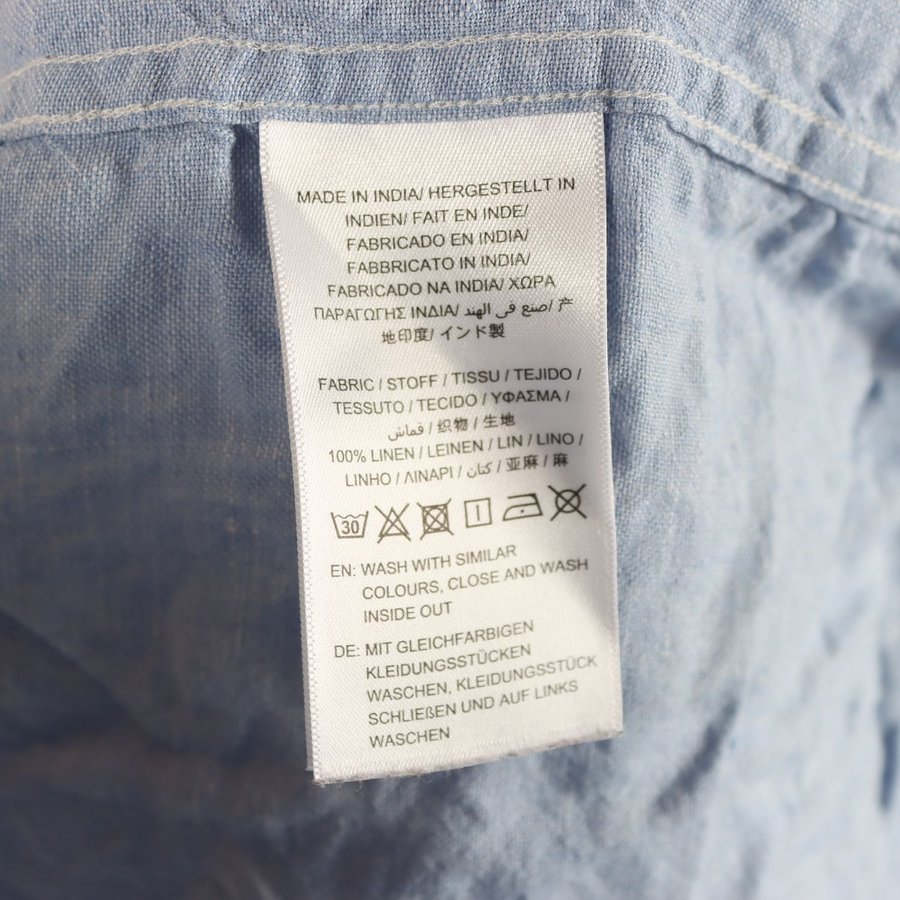 MADE IN INDIA/ HERGESTELLT IN
INDIEN/ FAIT EN INDE/
FABRICADO EN INDIA/
FABBRICATO IN INDIA/
FABRICADO NA INDIA/ ΧΩΡΑ
ΠΑΡΑΓΩΓΗΣ ΙΝΔΙΑ/ صنع في الهند/ 产
地印度/ インド製
FABRIC / STOFF / TISSU / TEJIDO /
TESSUTO / TECIDO / ΥΦΑΣΜΑ /
قماش / 织物 / 生地
100% LINEN / LEINEN / LIN / LINO /
LINHO / ΛΙΝΑΡΙ / كتان / 亚麻 / 麻
30
EN: WASH WITH SIMILAR
COLOURS, CLOSE AND WASH
INSIDE OUT
DE: MIT GLEICHFARBIGEN
KLEIDUNGSSTÜCKEN
WASCHEN, KLEIDUNGSSTÜCK
SCHLIEßEN UND AUF LINKS
WASCHEN